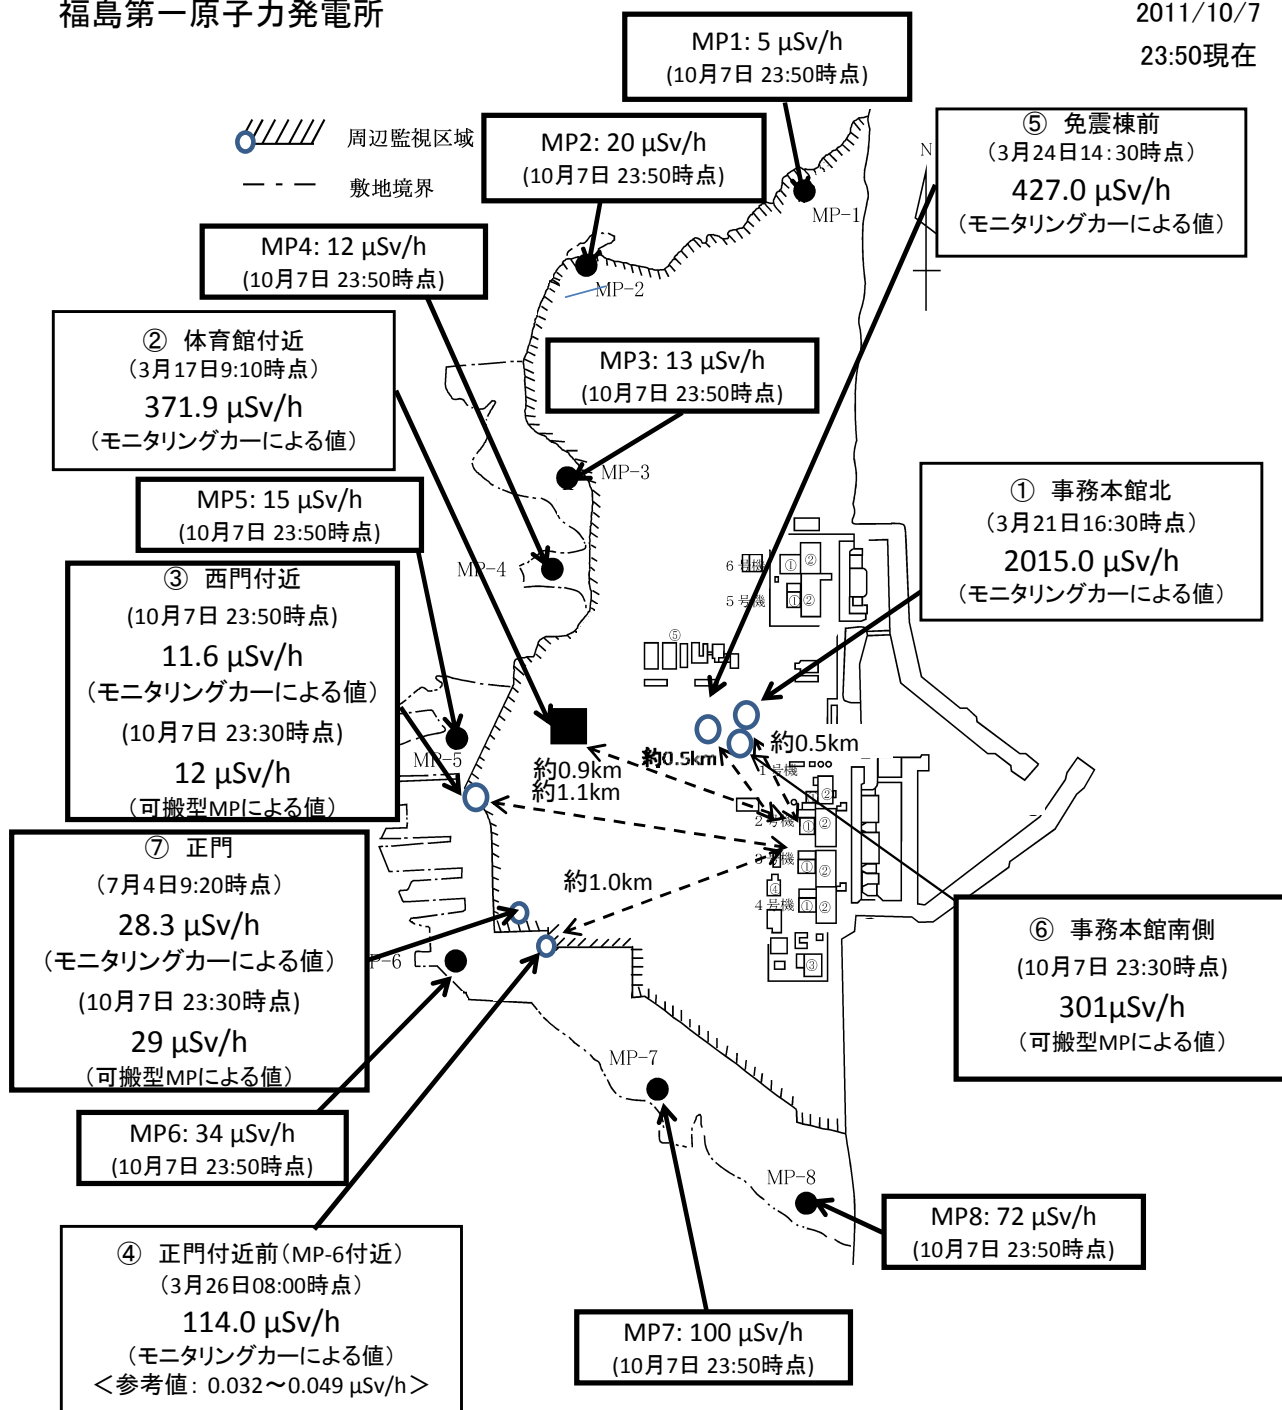 福島第一原子力発電所
2011/10/7
23:50現在
周辺監視区域
敷地境界
MP1: 5 μSv/h
(10月7日 23:50時点)
MP2: 20 μSv/h
(10月7日 23:50時点)
⑤ 免震棟前
(3月24日14:30時点)
427.0 μSv/h
(モニタリングカーによる値)
N
MP-1
MP4: 12 μSv/h
(10月7日 23:50時点)
MP-2
② 体育館付近
(3月17日9:10時点)
371.9 μSv/h
(モニタリングカーによる値)
MP3: 13 μSv/h
(10月7日 23:50時点)
MP-3
① 事務本館北
(3月21日16:30時点)
2015.0 μSv/h
(モニタリングカーによる値)
MP5: 15 μSv/h
(10月7日 23:50時点)
MP-4
③ 西門付近
(10月7日 23:50時点)
11.6 μSv/h
(モニタリングカーによる値)
(10月7日 23:30時点)
12 μSv/h
(可搬型MPによる値)
6号機
① ②
5号機
① ②
⑤
MP-5
約0.9km
約1.1km
約0.5km
約0.5km
1号機
②
2号機
① ②
3号機
① ②
④
4号機
① ②
③
約1.0km
⑦ 正門
(7月4日9:20時点)
28.3 μSv/h
(モニタリングカーによる値)
(10月7日 23:30時点)
29 μSv/h
(可搬型MPによる値)
P-6
⑥ 事務本館南側
(10月7日 23:30時点)
301μSv/h
(可搬型MPによる値)
MP-7
MP6: 34 μSv/h
(10月7日 23:50時点)
MP-8
MP8: 72 μSv/h
(10月7日 23:50時点)
④ 正門付近前(MP-6付近)
(3月26日08:00時点)
114.0 μSv/h
(モニタリングカーによる値)
<参考値: 0.032~0.049 μSv/h>
MP7: 100 μSv/h
(10月7日 23:50時点)